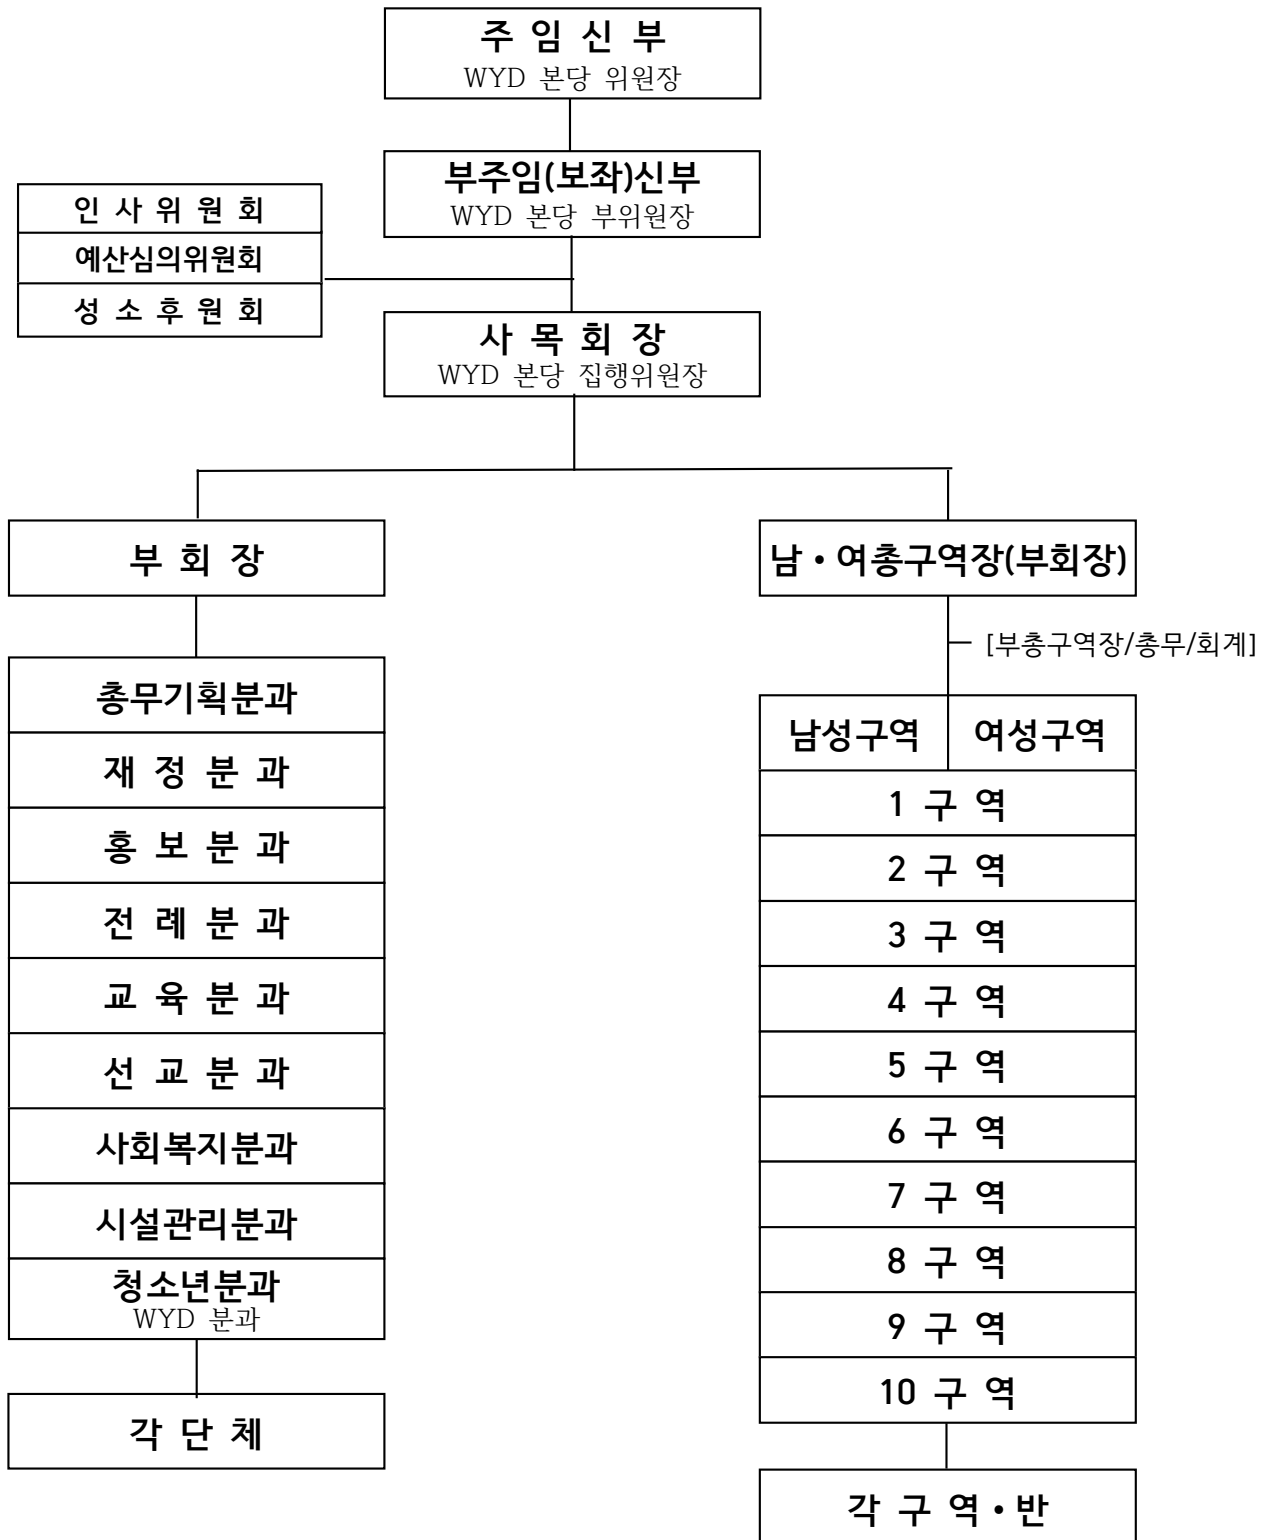 주 임 신 부
WYD 본당 위원장
부주임(보좌)신부
WYD 본당 부위원장
인 사 위 원 회
예산심의위원회
성 소 후 원 회
사 목 회 장
WYD 본당 집행위원장
부 회 장
총무기획분과
재 정 분 과
홍 보 분 과
전 례 분 과
교 육 분 과
선 교 분 과
사회복지분과
시설관리분과
청소년분과
WYD 분과
각 단 체
남•여총구역장(부회장)
[부총구역장/총무/회계]
남성구역 여성구역
1 구 역
2 구 역
3 구 역
4 구 역
5 구 역
6 구 역
7 구 역
8 구 역
9 구 역
10 구 역
각 구 역•반